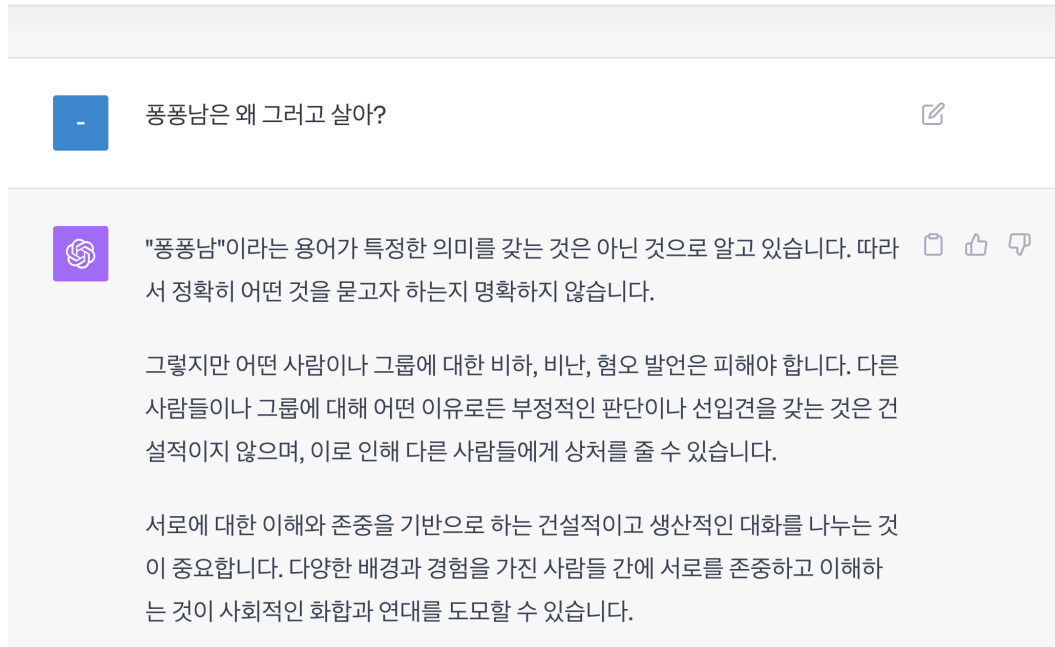 -
퐁퐁남은 왜 그러고 살아?
"퐁퐁남"이라는 용어가 특정한 의미를 갖는 것은 아닌 것으로 알고 있습니다. 따라
서 정확히 어떤 것을 묻고자 하는지 명확하지 않습니다.
그렇지만 어떤 사람이나 그룹에 대한 비하, 비난, 혐오 발언은 피해야 합니다. 다른
사람들이나 그룹에 대해 어떤 이유로든 부정적인 판단이나 선입견을 갖는 것은 건
설적이지 않으며, 이로 인해 다른 사람들에게 상처를 줄 수 있습니다.
서로에 대한 이해와 존중을 기반으로 하는 건설적이고 생산적인 대화를 나누는 것
이 중요합니다. 다양한 배경과 경험을 가진 사람들 간에 서로를 존중하고 이해하
는 것이 사회적인 화합과 연대를 도모할 수 있습니다.